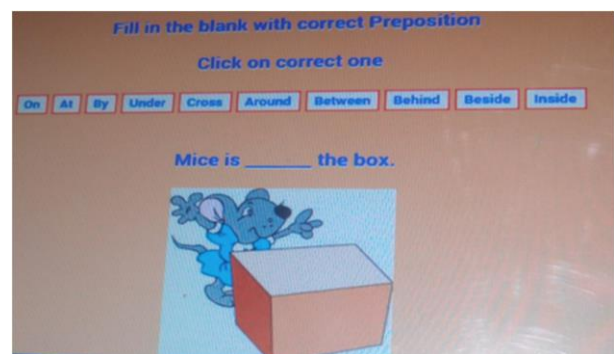 Fill in the blank with correct Preposition
Click on correct one
On At By Under Cross Around Between Behind Beside Inside
Mice is ______ the box.